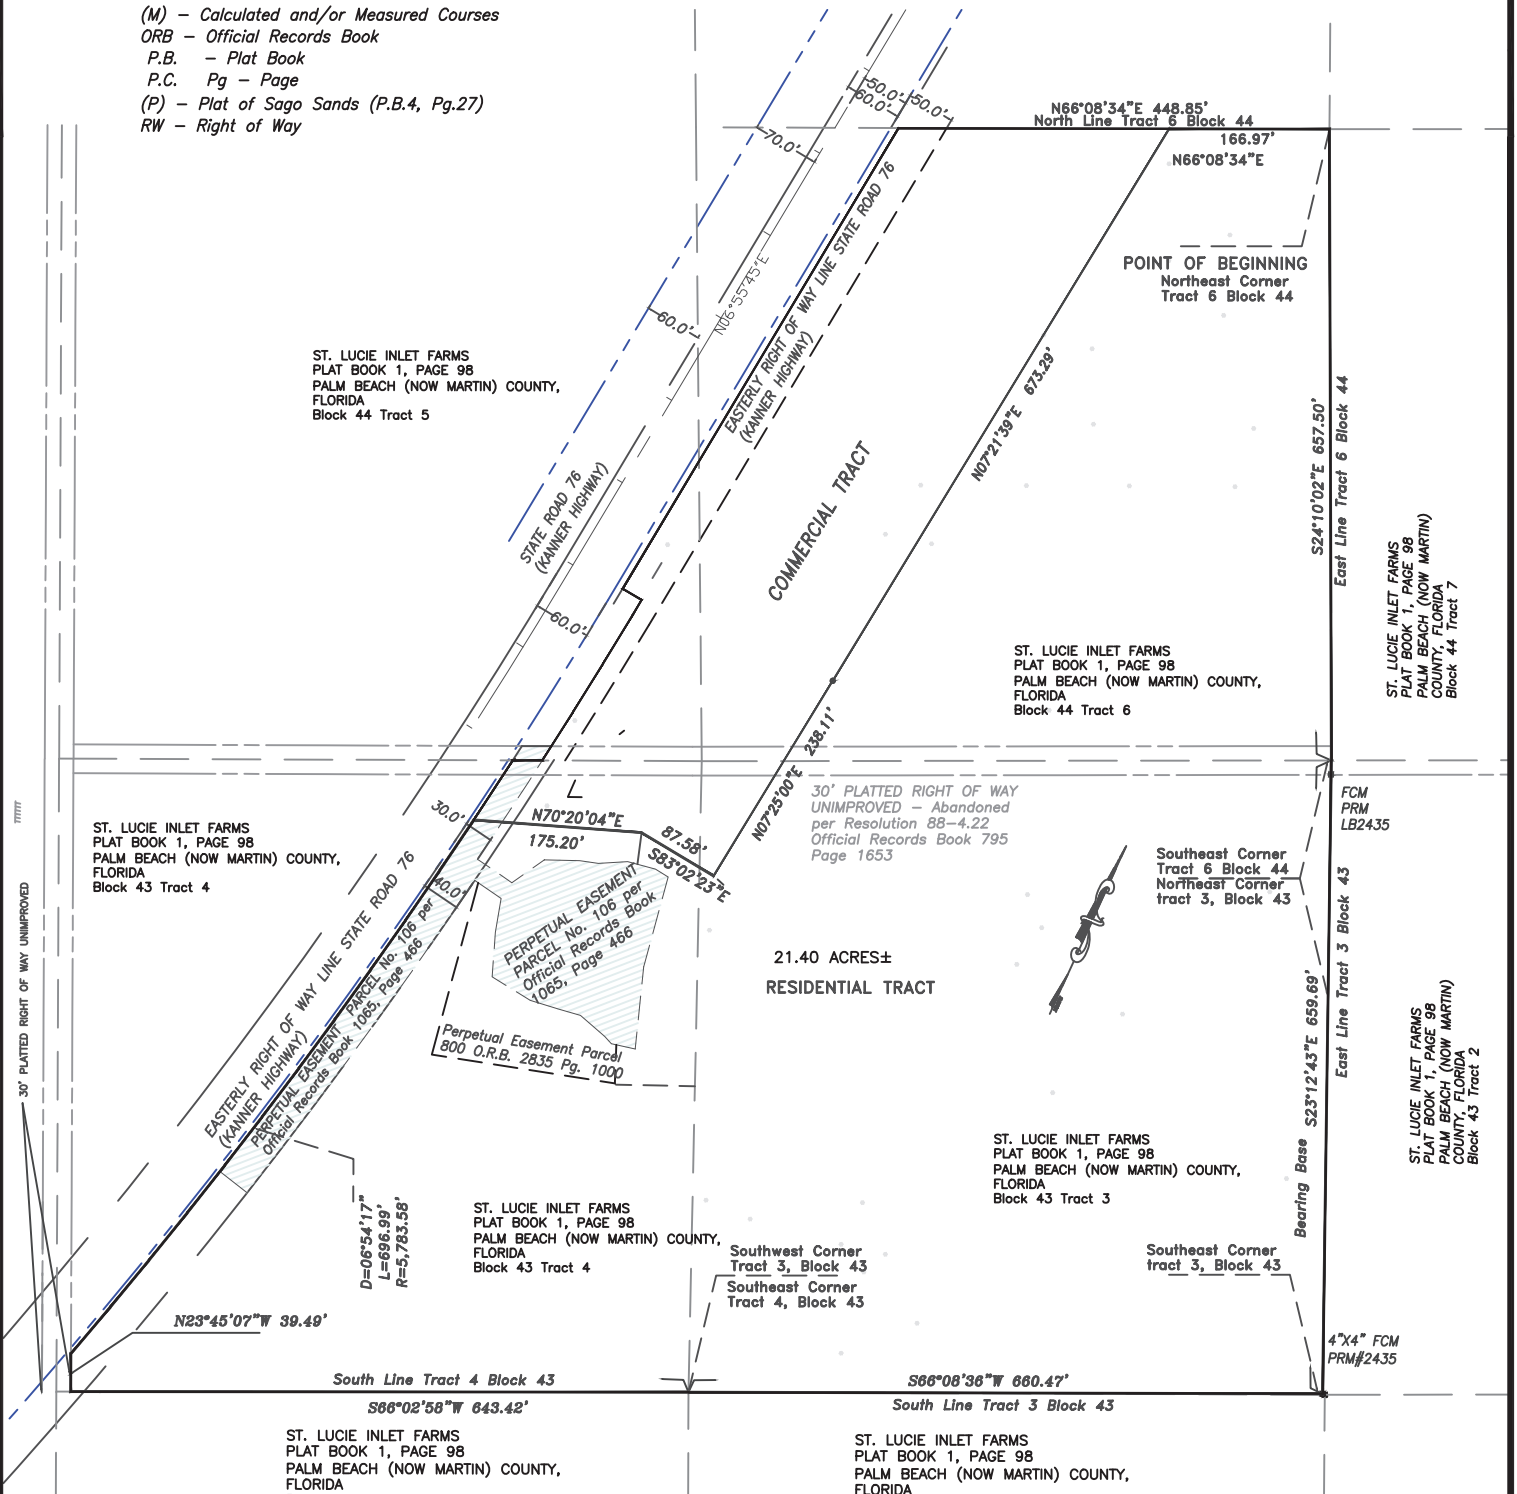 (M) – Calculated and/or Measured Courses
ORB – Official Records Book
P.B. – Plat Book
P.C. Pg – Page
(P) – Plat of Sago Sands (P.B.4, Pg.27)
RW – Right of Way
50.0'
60.0'
50.0'
70.0'
N66°08'34"E 448.85'
North Line Tract 6 Block 44
166.97'
N66°08'34"E
POINT OF BEGINNING
Northeast Corner
Tract 6 Block 44
60.0'
N06°55'45"E
EASTERLY RIGHT OF WAY LINE STATE ROAD 76
(KANNER HIGHWAY)
ST. LUCIE INLET FARMS
PLAT BOOK 1, PAGE 98
PALM BEACH (NOW MARTIN) COUNTY,
FLORIDA
Block 44 Tract 5
STATE ROAD 76
(KANNER HIGHWAY)
60.0'
COMMERCIAL TRACT
N07°21'39"E 673.29'
S24°10'02"E 657.50'
East Line Tract 6 Block 44
ST. LUCIE INLET FARMS
PLAT BOOK 1, PAGE 98
PALM BEACH (NOW MARTIN)
COUNTY, FLORIDA
Block 44 Tract 7
ST. LUCIE INLET FARMS
PLAT BOOK 1, PAGE 98
PALM BEACH (NOW MARTIN) COUNTY,
FLORIDA
Block 44 Tract 6
N07°25'00"E 238.11'
30' PLATTED RIGHT OF WAY
UNIMPROVED – Abandoned
per Resolution 88–4.22
Official Records Book 795
Page 1653
FCM
PRM
LB2435
30.0'
N70°20'04"E
175.20'
87.58'
S83°02'23"E
40.0'
ST. LUCIE INLET FARMS
PLAT BOOK 1, PAGE 98
PALM BEACH (NOW MARTIN) COUNTY,
FLORIDA
Block 43 Tract 4
30' PLATTED RIGHT OF WAY UNIMPROVED
Southeast Corner
Tract 6 Block 44
Northeast Corner
tract 3, Block 43
PERPETUAL EASEMENT
PARCEL No. 106 per
Official Records Book
1065, Page 466
EASTERLY RIGHT OF WAY LINE STATE ROAD 76
(KANNER HIGHWAY)
PERPETUAL EASEMENT PARCEL No. 106 per
Official Records Book 1065, Page 466
Perpetual Easement Parcel
800 O.R.B. 2835 Pg. 1000
21.40 ACRES±
RESIDENTIAL TRACT
Bearing Base S23°12'43"E 659.69'
East Line Tract 3 Block 43
ST. LUCIE INLET FARMS
PLAT BOOK 1, PAGE 98
PALM BEACH (NOW MARTIN)
COUNTY, FLORIDA
Block 43 Tract 2
ST. LUCIE INLET FARMS
PLAT BOOK 1, PAGE 98
PALM BEACH (NOW MARTIN) COUNTY,
FLORIDA
Block 43 Tract 3
D=06°54'17"
L=696.99'
R=5,783.58'
ST. LUCIE INLET FARMS
PLAT BOOK 1, PAGE 98
PALM BEACH (NOW MARTIN) COUNTY,
FLORIDA
Block 43 Tract 4
Southwest Corner
Tract 3, Block 43
Southeast Corner
Tract 4, Block 43
Southeast Corner
tract 3, Block 43
N23°45'07"W 39.49'
4"X4" FCM
PRM#2435
South Line Tract 4 Block 43
S66°02'58"W 643.42'
S66°08'36"W 660.47'
South Line Tract 3 Block 43
ST. LUCIE INLET FARMS
PLAT BOOK 1, PAGE 98
PALM BEACH (NOW MARTIN) COUNTY,
FLORIDA
ST. LUCIE INLET FARMS
PLAT BOOK 1, PAGE 98
PALM BEACH (NOW MARTIN) COUNTY,
FLORIDA